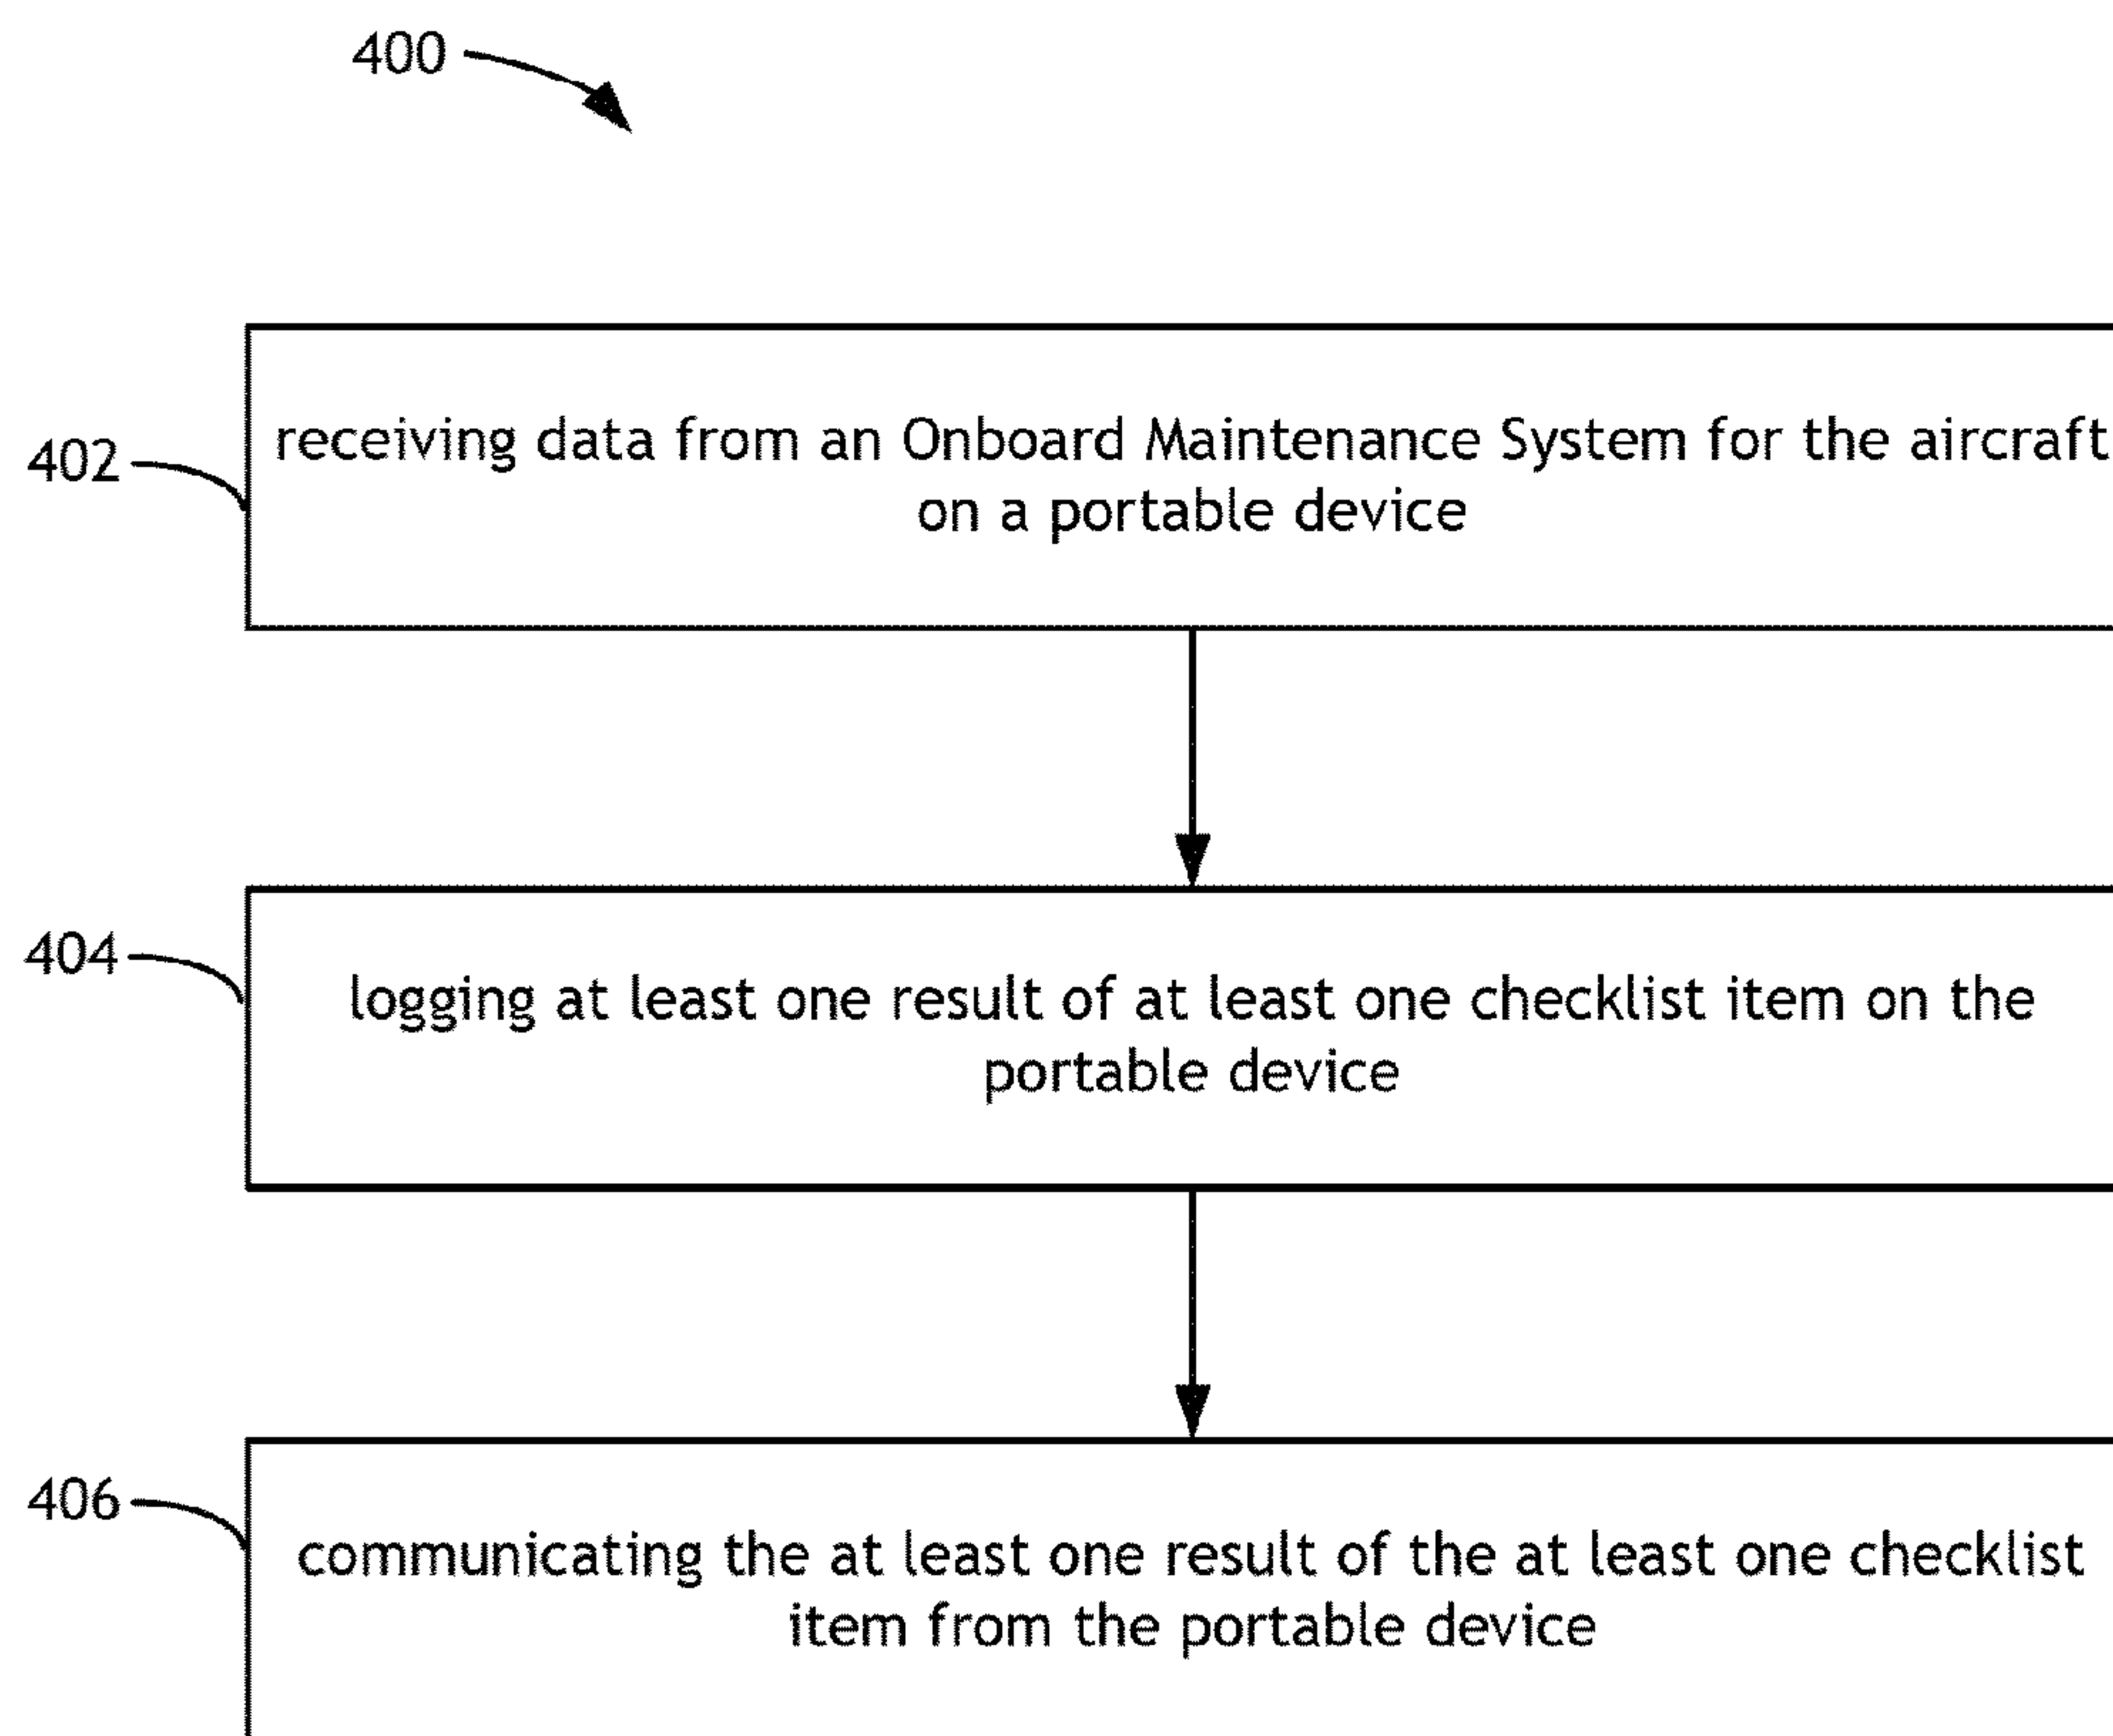 400
402
receiving data from an Onboard Maintenance System for the aircraft
on a portable device
404
logging at least one result of at least one checklist item on the
portable device
406
communicating the at least one result of the at least one checklist
item from the portable device